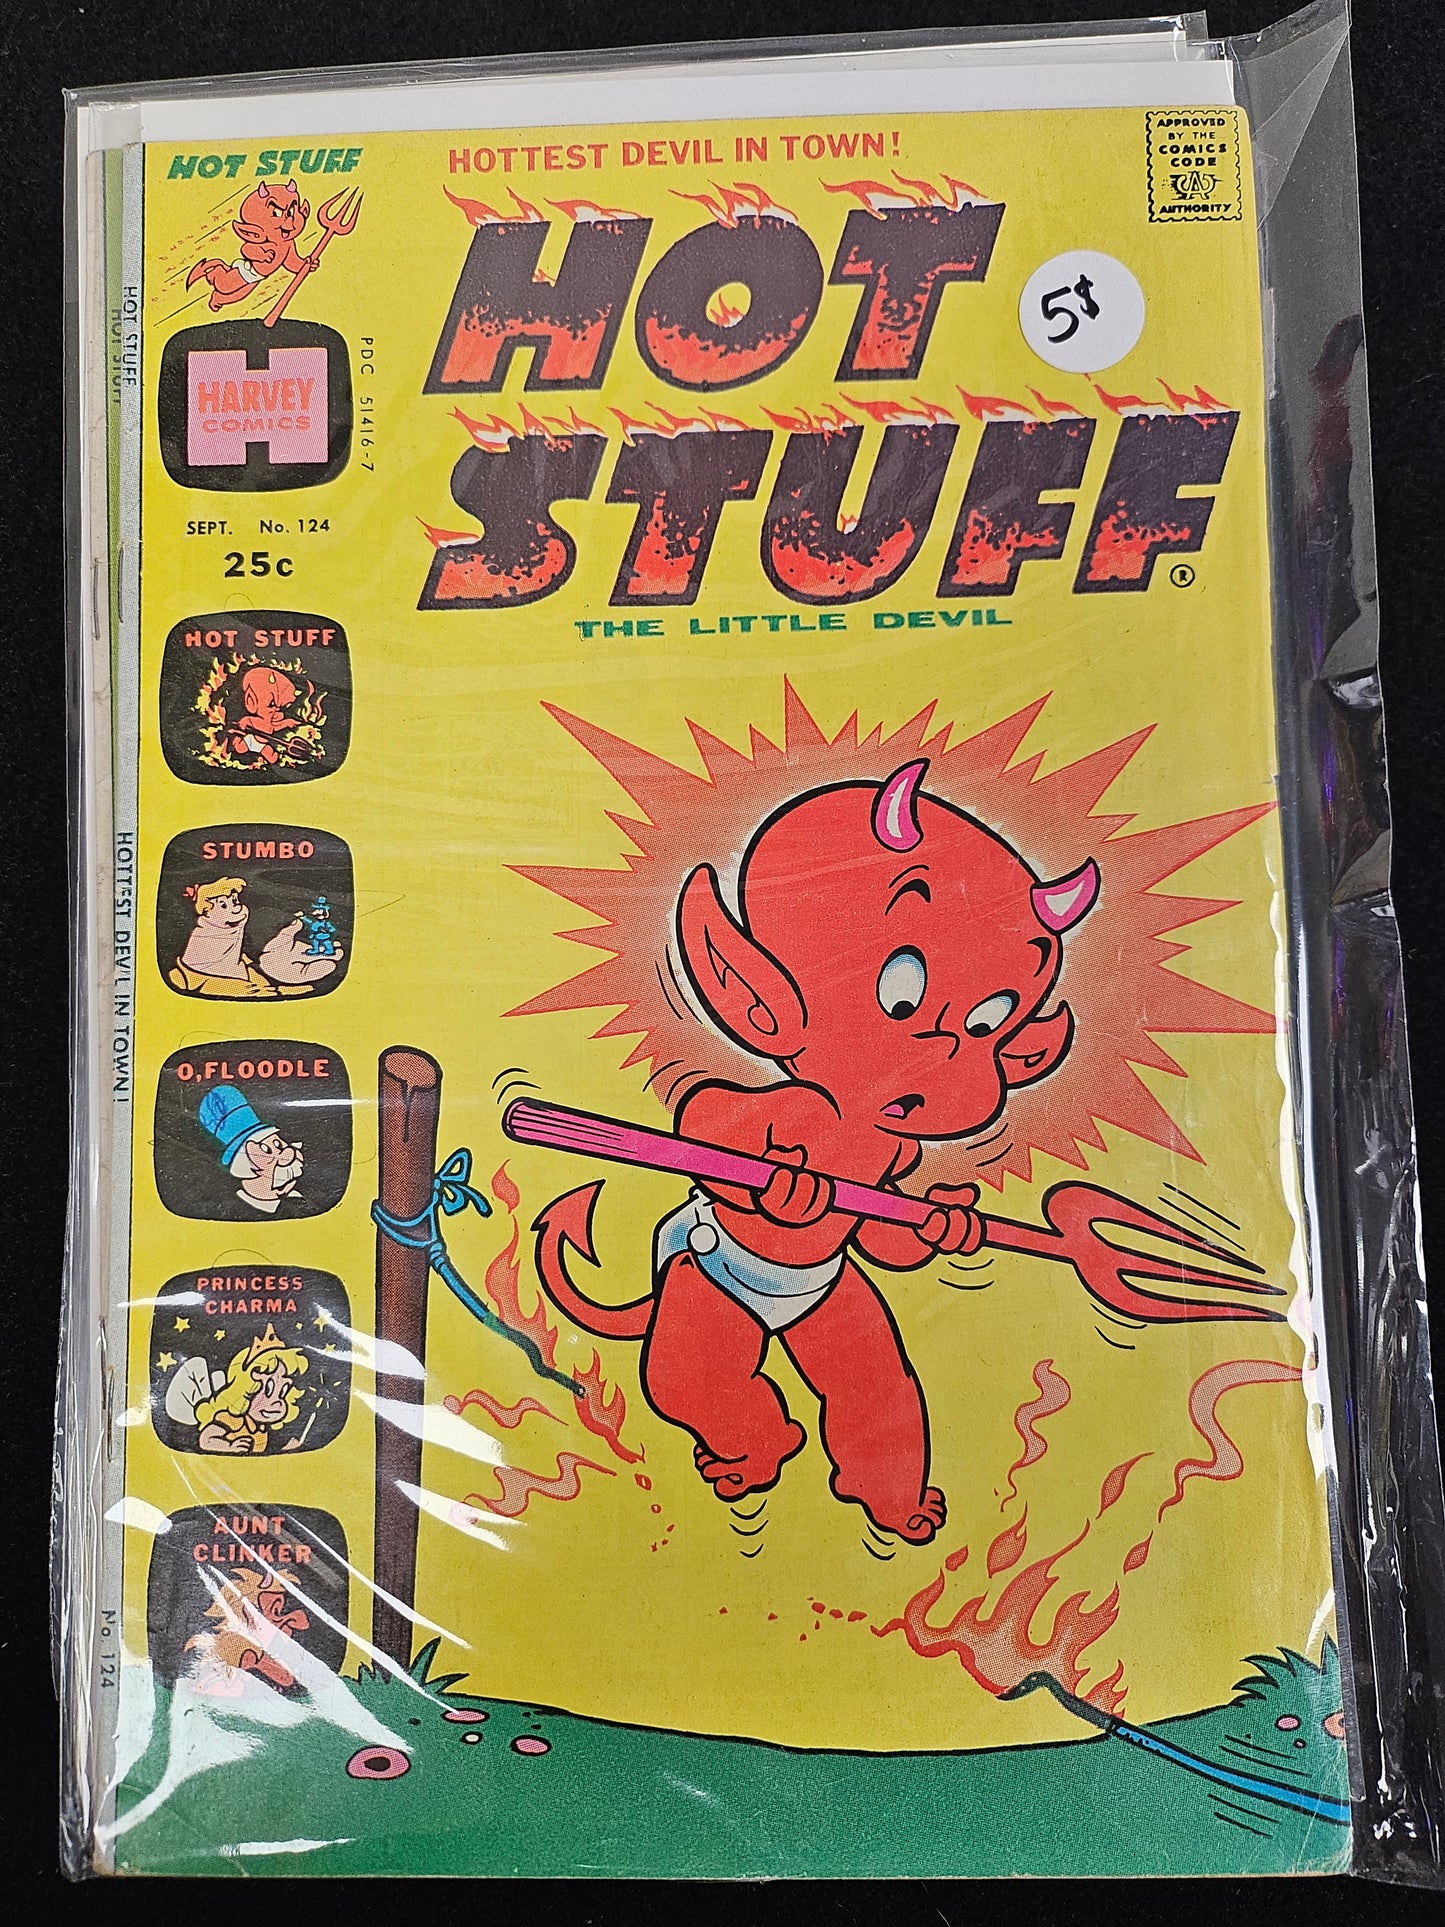 HOT STUFF
HOTTEST DEVIL IN TOWN!
APPROVED
BY THE
COMICS
CODE
AUTHORITY
HOT
STUFF
®
THE LITTLE DEVIL
5$
HARVEY
COMICS
PDC 51416-7
SEPT. No. 124
25c
HOT STUFF
STUMBO
O,FLOODLE
PRINCESS
CHARMA
AUNT
CLINKER
HOT STUFF
HOT STUFF
HOTTEST DEVIL IN TOWN!
No. 124